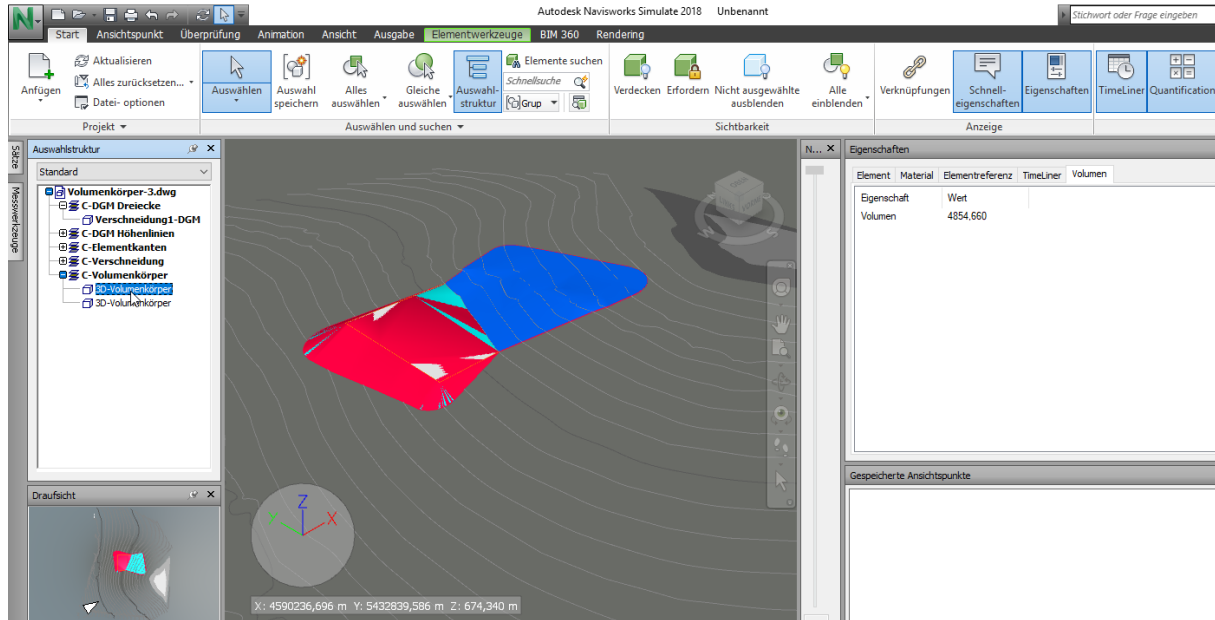 Autodesk Navisworks Simulate 2018 Unbenannt
Stichwort oder Frage eingeben
Start Ansichtspunkt Überprüfung Animation Ansicht Ausgabe Elementwerkzeuge BIM 360 Rendering
Anfügen
Aktualisieren
Alles zurücksetzen...
Datei- optionen
Projekt
Auswählen
Auswahl
speichern
Alles
auswählen
Gleiche
auswählen
Auswahl-
struktur
Elemente suchen
Schnellsuche
Grup
Auswählen und suchen
Verdecken
Erfordern
Nicht ausgewählte
ausblenden
Alle
einblenden
Sichtbarkeit
Verknüpfungen
Schnell-
eigenschaften
Eigenschaften
Anzeige
TimeLiner
Quantification
Sätze
Messwerkzeuge
Auswahlstruktur
Standard
Volumenkörper-3.dwg
C-DGM Dreiecke
Verschneidung1-DGM
C-DGM Höhenlinien
C-Elementkanten
C-Verschneidung
C-Volumenkörper
3D-Volumenkörper
3D-Volumenkörper
Draufsicht
W S
Z
Y X
X: 4590236,696 m Y: 5432839,586 m Z: 674,340 m
N...
Eigenschaften
Element Material Elementreferenz TimeLiner Volumen
Eigenschaft Wert
Volumen 4854,660
Gespeicherte Ansichtspunkte